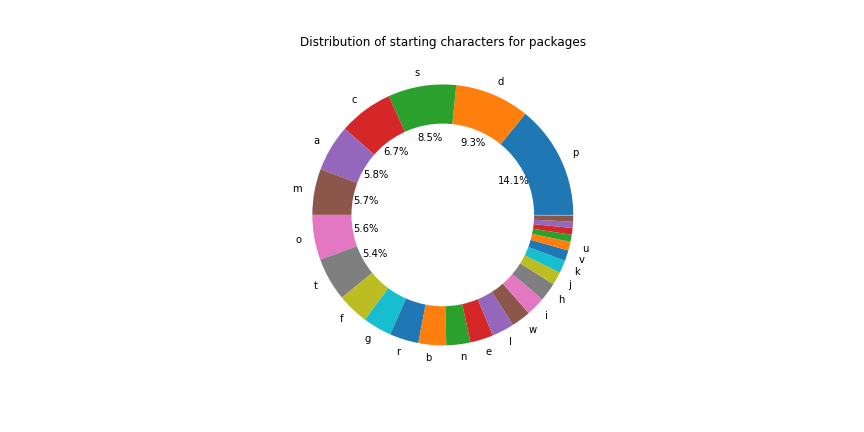 Distribution of starting characters for packages
p
d
s
c
a
m
o
t
f
g
r
b
n
e
l
w
i
h
j
k
v
u
14.1%
9.3%
8.5%
6.7%
5.8%
5.7%
5.6%
5.4%